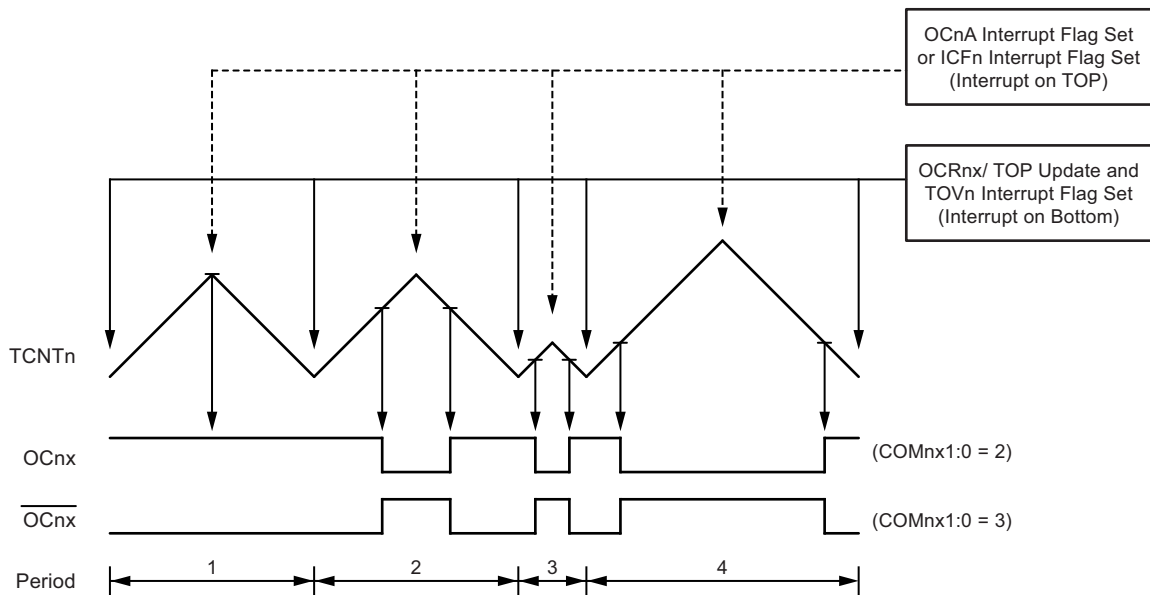 OCnA Interrupt Flag Set
or ICFn Interrupt Flag Set
(Interrupt on TOP)
OCRnx/ TOP Update and
TOVn Interrupt Flag Set
(Interrupt on Bottom)
TCNTn
OCnx
(COMnx1:0 = 2)
OCnx
(COMnx1:0 = 3)
Period
1
2
3
4